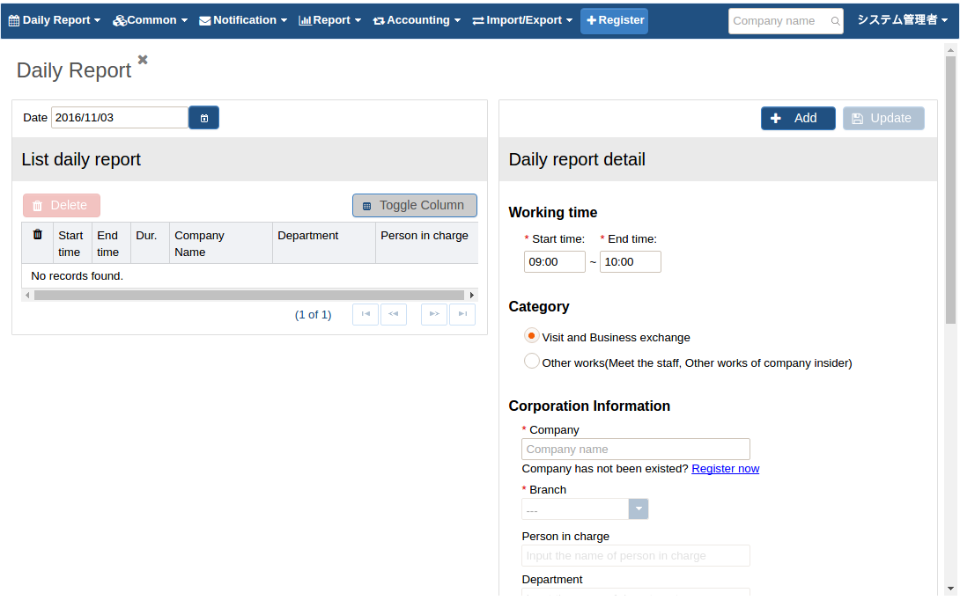 Daily Report Common Notification Report Accounting Import/Export Register Company name システム管理者
Daily Report
Date 2016/11/03
List daily report
Delete Toggle Column
Start time End time Dur. Company Name Department Person in charge
No records found.
(1 of 1)
Add Update
Daily report detail
Working time
* Start time: * End time:
09:00 ~ 10:00
Category
Visit and Business exchange
Other works(Meet the staff, Other works of company insider)
Corporation Information
* Company
Company name
Company has not been existed? Register now
* Branch
---
Person in charge
Input the name of person in charge
Department